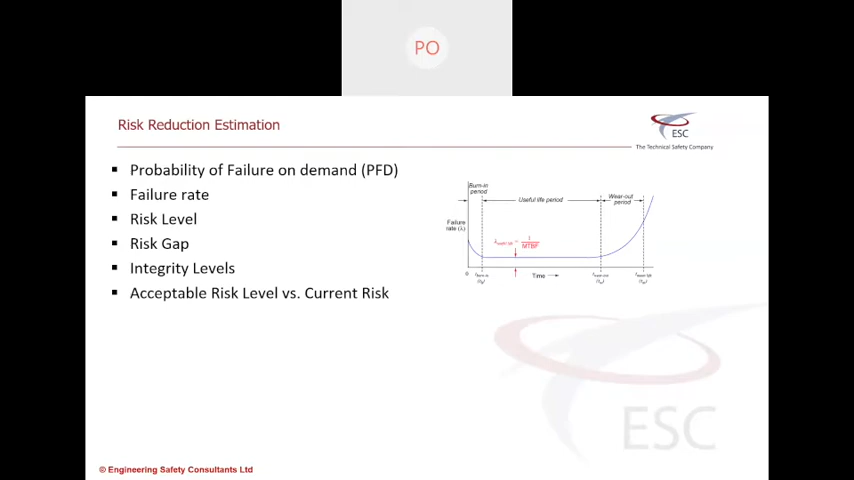 PO
Risk Reduction Estimation
ESC
The Technical Safety Company
▪ Probability of Failure on demand (PFD)
▪ Failure rate
▪ Risk Level
▪ Risk Gap
▪ Integrity Levels
▪ Acceptable Risk Level vs. Current Risk
Burn-in
period
Useful life period
Wear-out
period
Failure
rate (λ)
1
MTBF
0
Time
ESC
© Engineering Safety Consultants Ltd